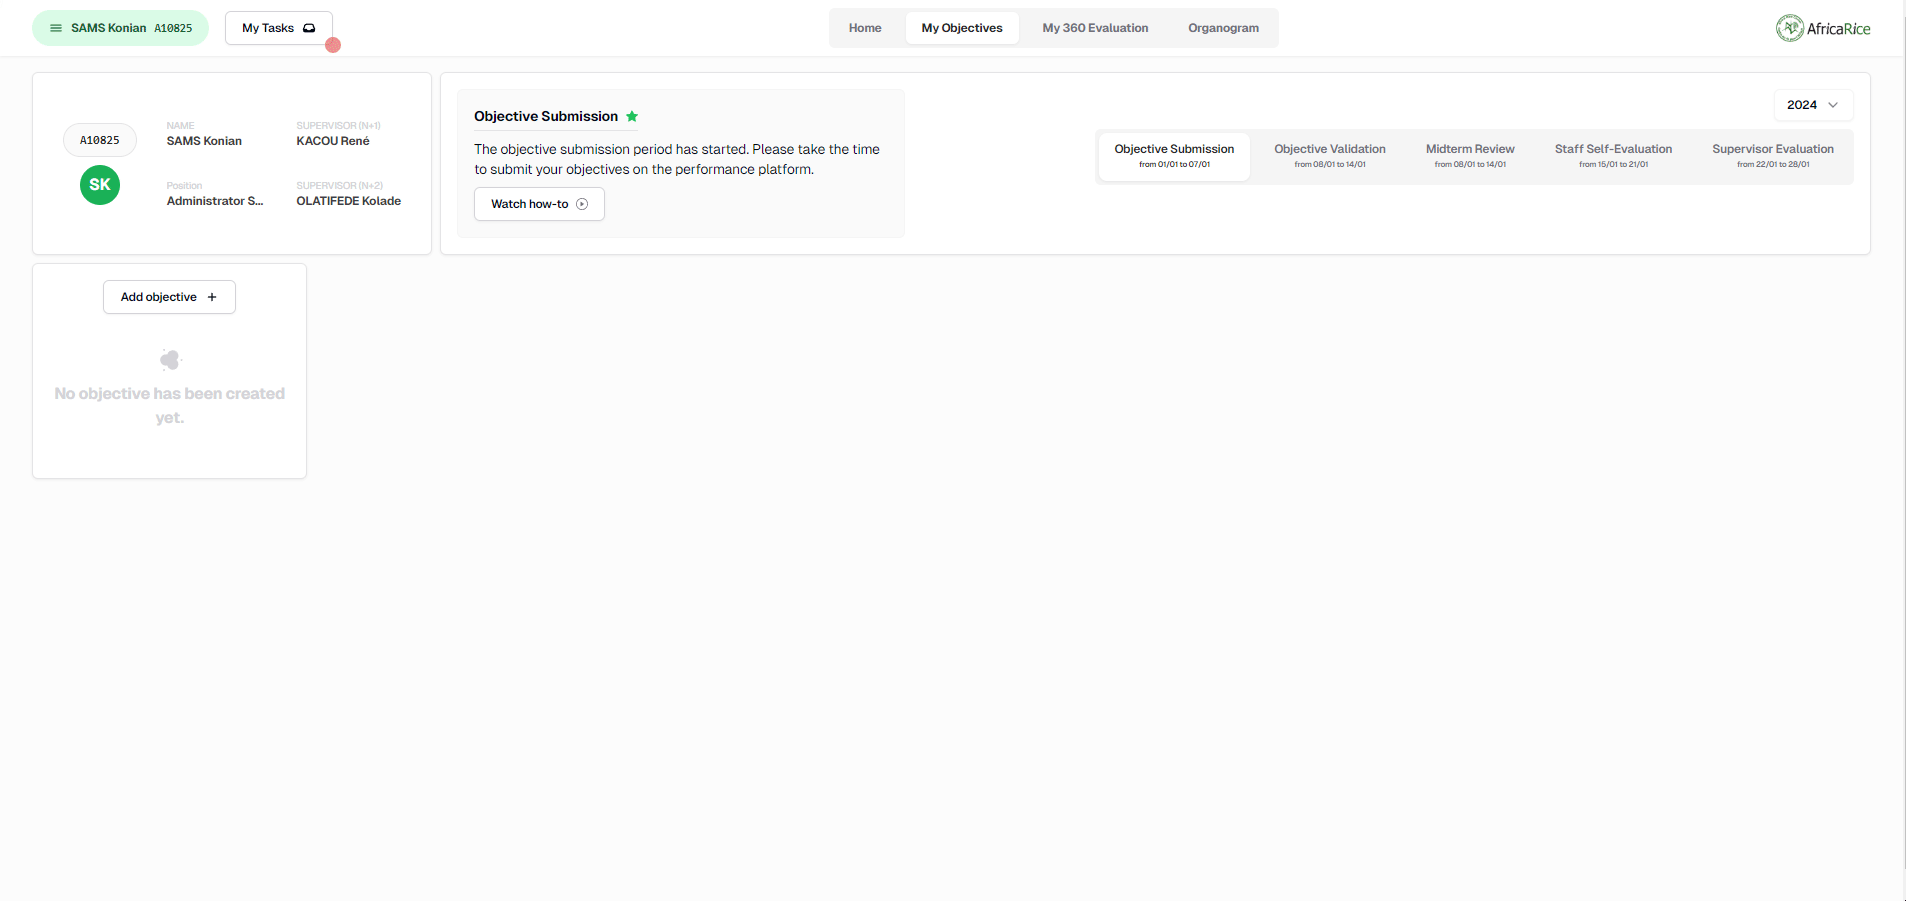 SAMS Konian A10825
My Tasks
Home
My Objectives
My 360 Evaluation
Organogram
AfricaRice
A10825
SK
NAME
SAMS Konian
SUPERVISOR (N+1)
KACOU René
Position
Administrator S...
SUPERVISOR (N+2)
OLATIFEDE Kolade
Objective Submission
The objective submission period has started. Please take the time
to submit your objectives on the performance platform.
Watch how-to
2024
Objective Submission
from 01/01 to 07/01
Objective Validation
from 08/01 to 14/01
Midterm Review
from 08/01 to 14/01
Staff Self-Evaluation
from 15/01 to 21/01
Supervisor Evaluation
from 22/01 to 28/01
Add objective +
No objective has been created
yet.